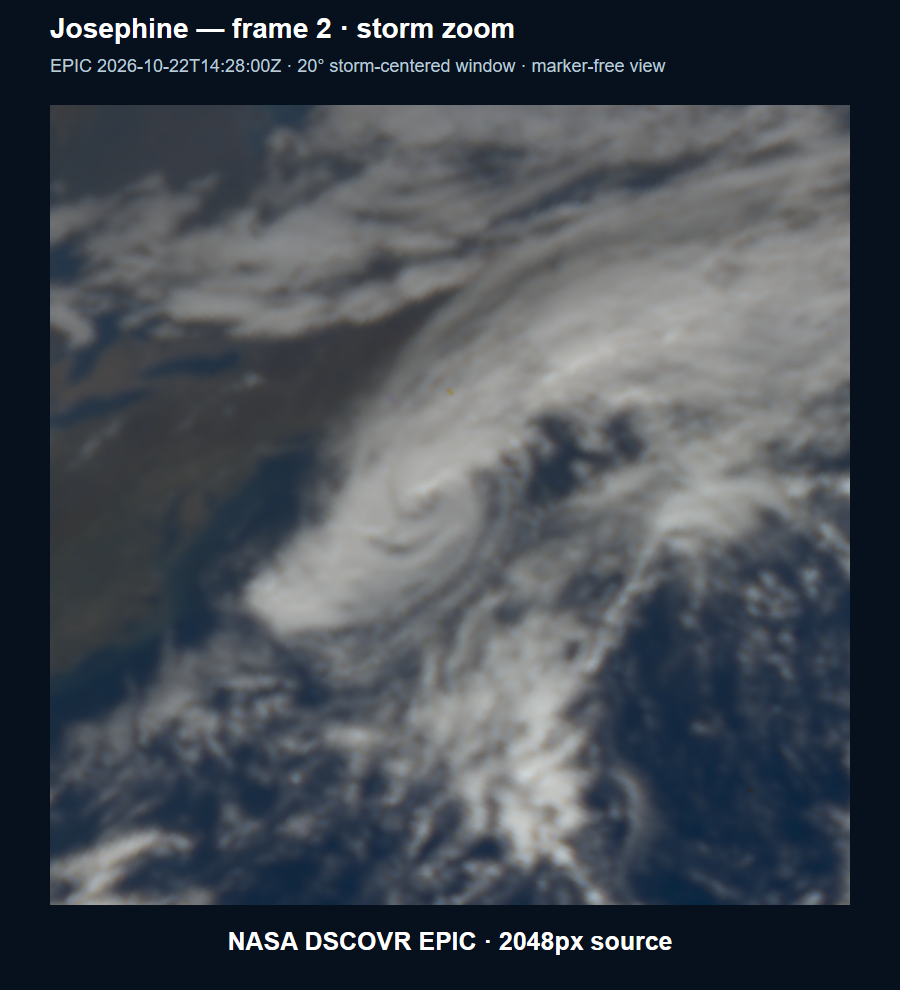 Josephine — frame 2 · storm zoom
EPIC 2026-10-22T14:28:00Z · 20° storm-centered window · marker-free view
NASA DSCOVR EPIC · 2048px source